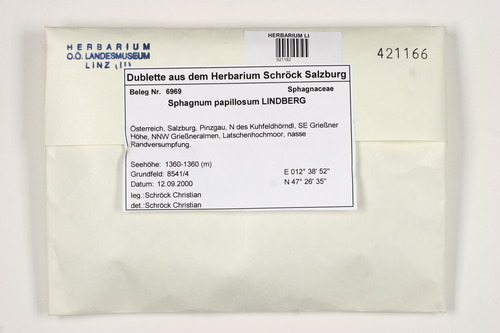 HERBARIUM
O.Ö. LANDESMUSEUM
LINZ (II)
HERBARIUM LI
421166
Dublette aus dem Herbarium Schröck Salzburg
Beleg Nr. 6969 Sphagnaceae
Sphagnum papillosum LINDBERG
Österreich, Salzburg, Pinzgau, N des Kuhfeldhörndl, SE Grießner
Höhe, NNW Grießneralmen, Latschenhochmoor, nasse
Randversumpfung.
Seehöhe: 1360-1360 (m)
Grundfeld: 8541/4 E 012° 38' 52"
Datum: 12.09.2000 N 47° 26' 35"
leg.:Schröck Christian
det.:Schröck Christian